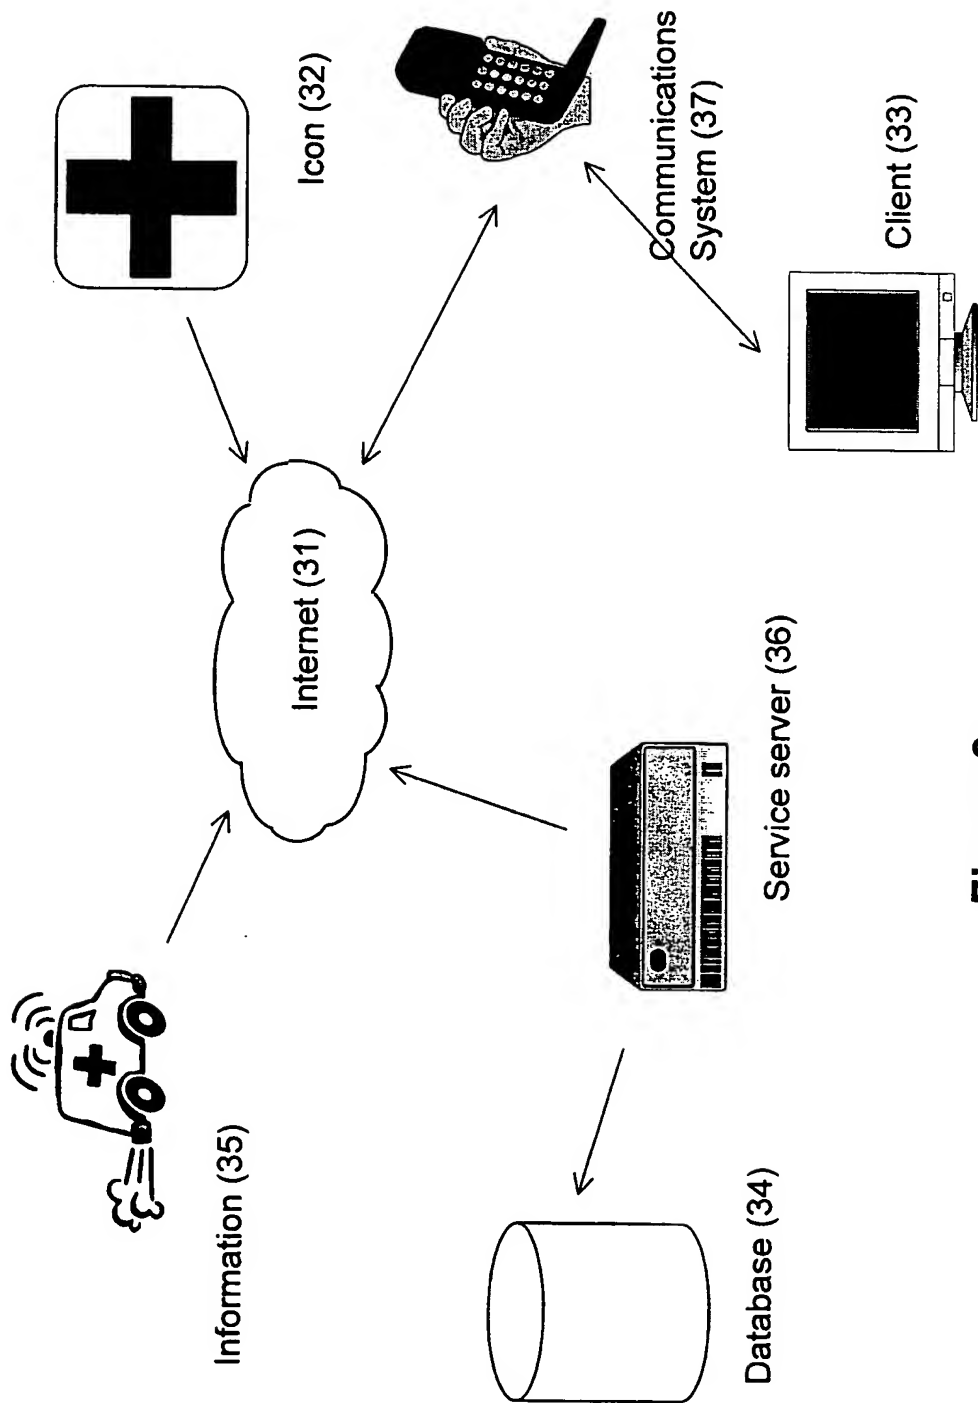 Information (35)
Internet (31)
Icon (32)
Database (34)
Service server (36)
Communications
System (37)
Client (33)